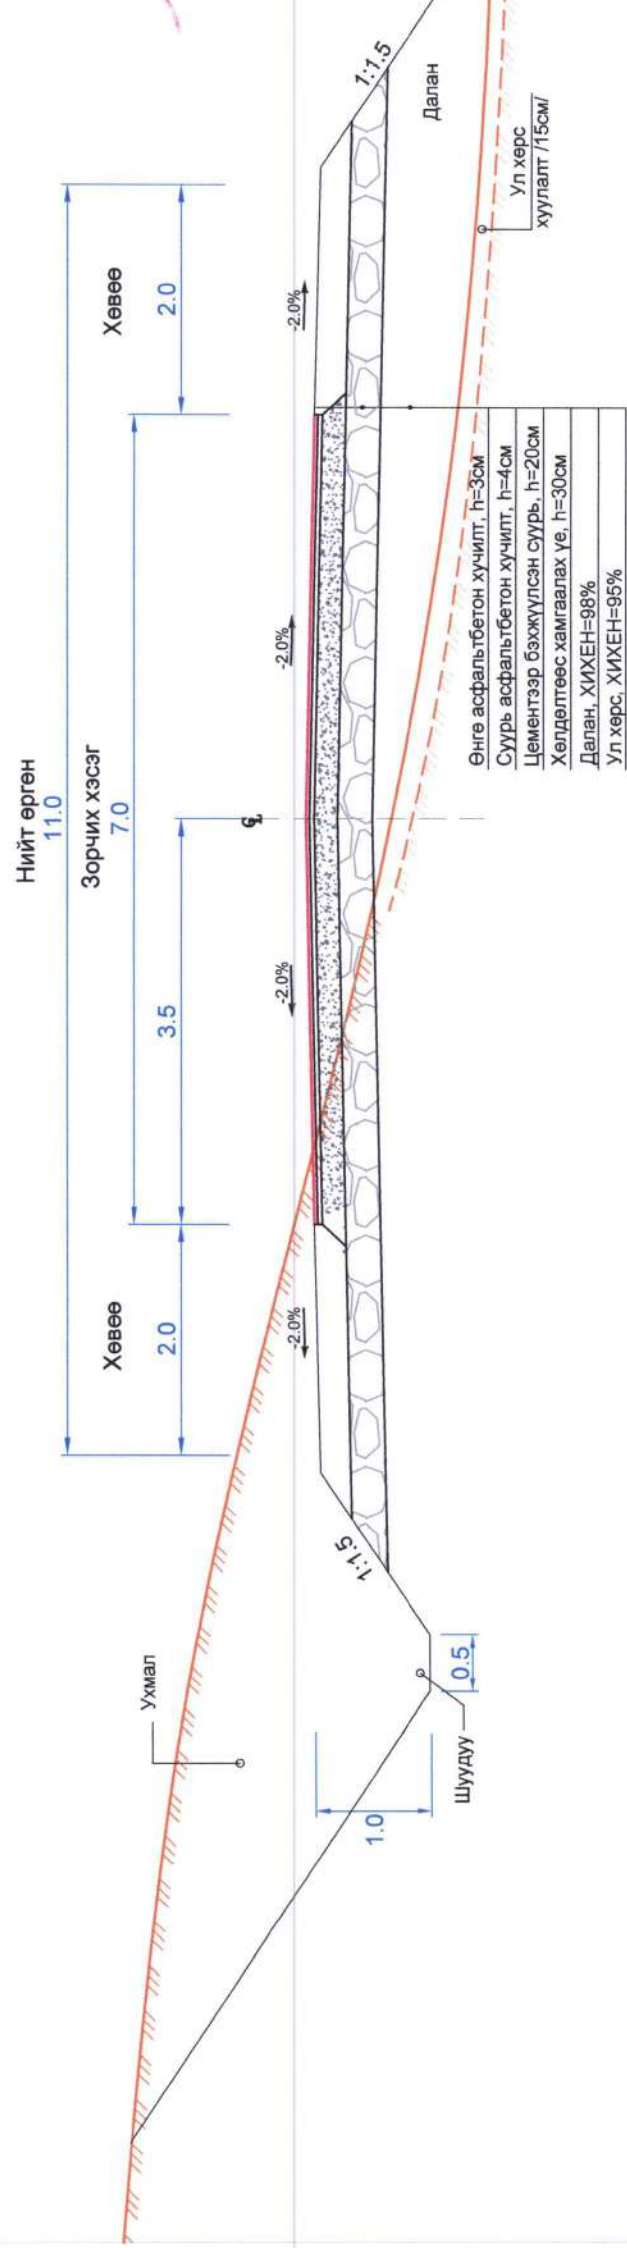 Нийт өргөн
11.0
Зорчих хэсэг
7.0
Хөвөө
2.0
3.5
Хөвөө
2.0
-2.0%
-2.0%
-2.0%
-2.0%
Ухмал
1:1.5
1:1.5
Далан
1.0
0.5
Шуудуу
Ул хөрс
хуулалт /15см/
Өнгө асфальтбетон хучилт, h=3см
Суурь асфальтбетон хучилт, h=4см
Цементээр бэхжүүлсэн суурь, h=20см
Хөлдөлтөөс хамгаалах үе, h=30см
Далан, ХИХЕН=98%
Ул хөрс, ХИХЕН=95%